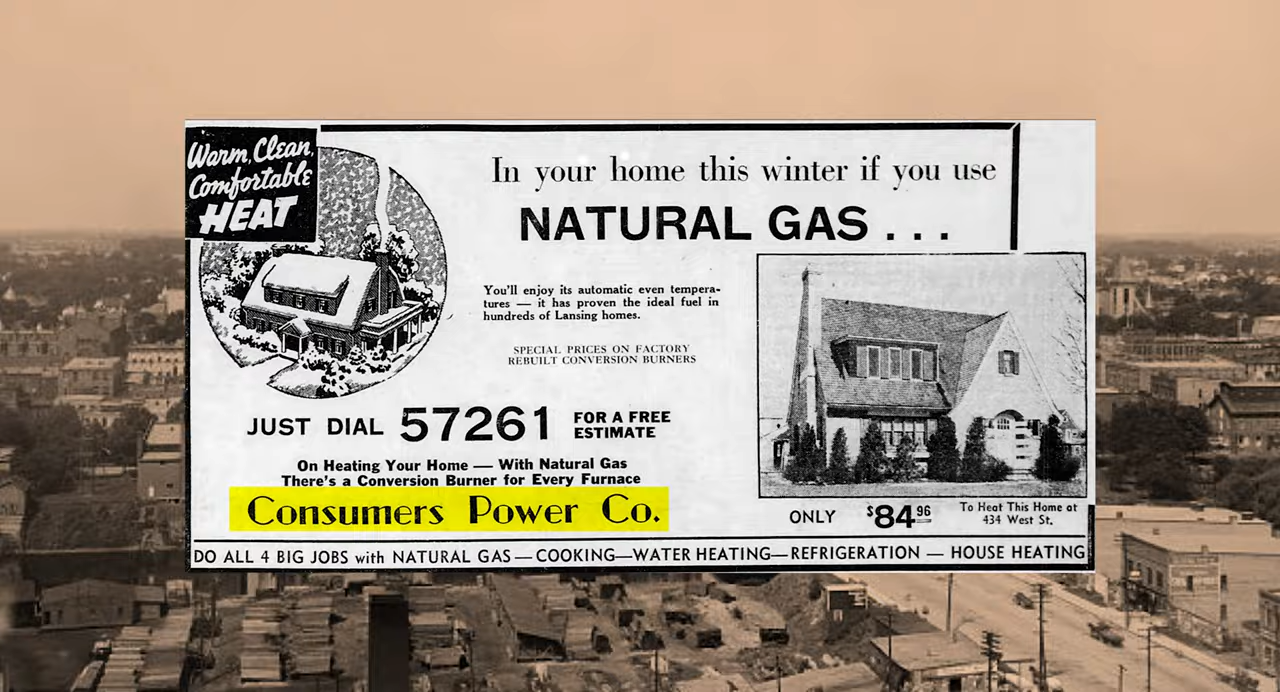 Warm, Clean,
Comfortable
HEAT
In your home this winter if you use
NATURAL GAS . . .
You'll enjoy its automatic even tempera-
tures — it has proven the ideal fuel in
hundreds of Lansing homes.
SPECIAL PRICES ON FACTORY
REBUILT CONVERSION BURNERS
JUST DIAL 57261 FOR A FREE
ESTIMATE
On Heating Your Home — With Natural Gas
There's a Conversion Burner for Every Furnace
Consumers Power Co.
ONLY $84.96 To Heat This Home at
434 West St.
DO ALL 4 BIG JOBS with NATURAL GAS — COOKING — WATER HEATING — REFRIGERATION — HOUSE HEATING